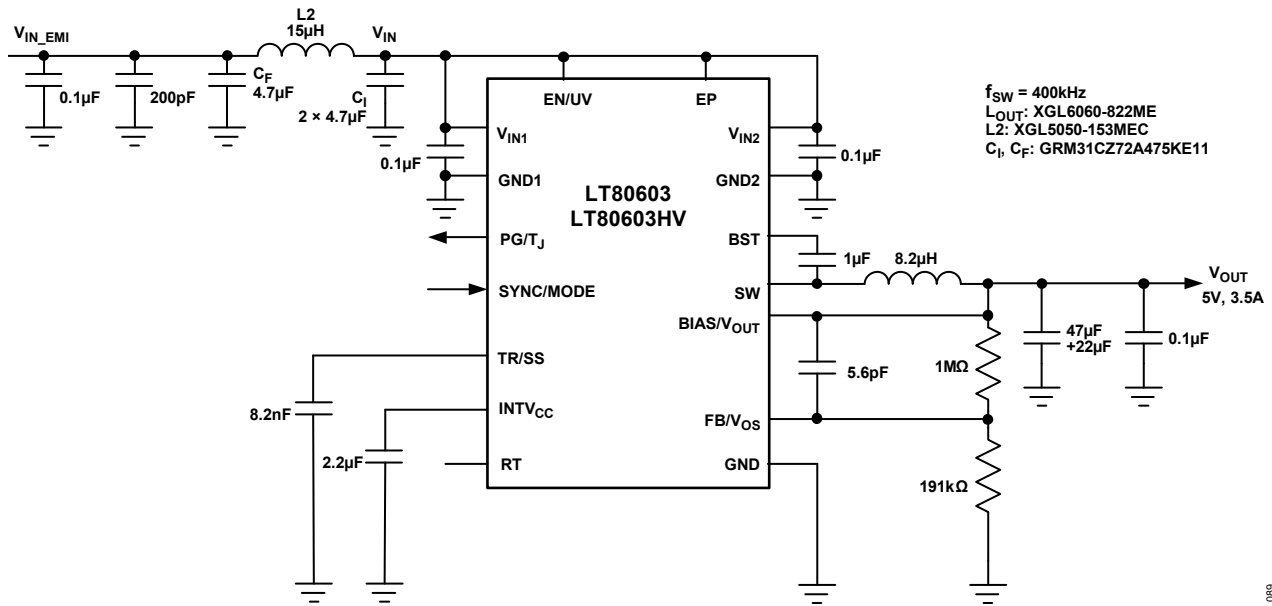 L2
15µH
V_IN_EMI
V_IN
0.1µF
200pF
C_F
4.7µF
C_I
2 × 4.7µF
EN/UV
EP
f_SW = 400kHz
L_OUT: XGL6060-822ME
L2: XGL5050-153MEC
C_I, C_F: GRM31CZ72A475KE11
V_IN1
V_IN2
0.1µF
0.1µF
GND1
GND2
LT80603
LT80603HV
PG/T_J
BST
1µF
8.2µH
SYNC/MODE
SW
V_OUT
5V, 3.5A
BIAS/V_OUT
47µF
+22µF
0.1µF
TR/SS
5.6pF
1MΩ
8.2nF
INTV_CC
FB/V_OS
2.2µF
RT
GND
191kΩ
089